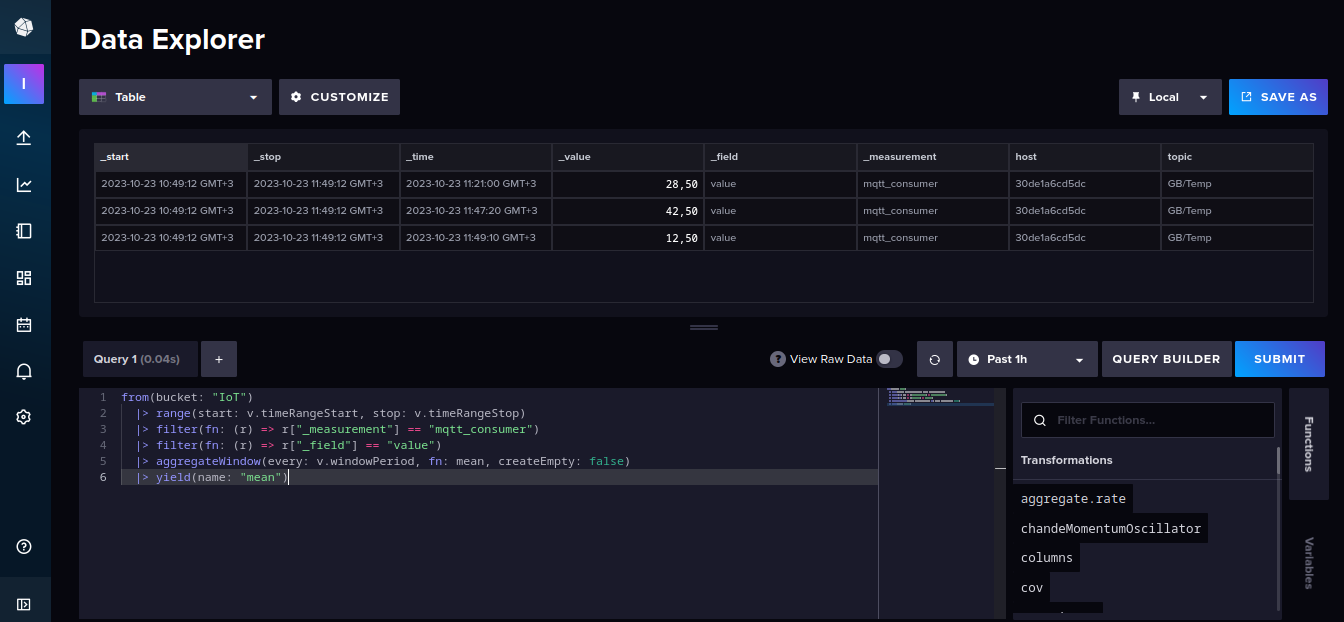 Data Explorer
I
Table
CUSTOMIZE
Local
SAVE AS
_start _stop _time _value _field _measurement host topic
2023-10-23 10:49:12 GMT+3 2023-10-23 11:49:12 GMT+3 2023-10-23 11:21:00 GMT+3 28,50 value mqtt_consumer 30de1a6cd5dc GB/Temp
2023-10-23 10:49:12 GMT+3 2023-10-23 11:49:12 GMT+3 2023-10-23 11:47:20 GMT+3 42,50 value mqtt_consumer 30de1a6cd5dc GB/Temp
2023-10-23 10:49:12 GMT+3 2023-10-23 11:49:12 GMT+3 2023-10-23 11:49:10 GMT+3 12,50 value mqtt_consumer 30de1a6cd5dc GB/Temp
Query 1 (0.04s)
+
? View Raw Data
Past 1h
QUERY BUILDER
SUBMIT
1 from(bucket: "IoT")
2 |> range(start: v.timeRangeStart, stop: v.timeRangeStop)
3 |> filter(fn: (r) => r["_measurement"] == "mqtt_consumer")
4 |> filter(fn: (r) => r["_field"] == "value")
5 |> aggregateWindow(every: v.windowPeriod, fn: mean, createEmpty: false)
6 |> yield(name: "mean")
Filter Functions...
Transformations
aggregate.rate
chandeMomentumOscillator
columns
cov
Functions
Variables